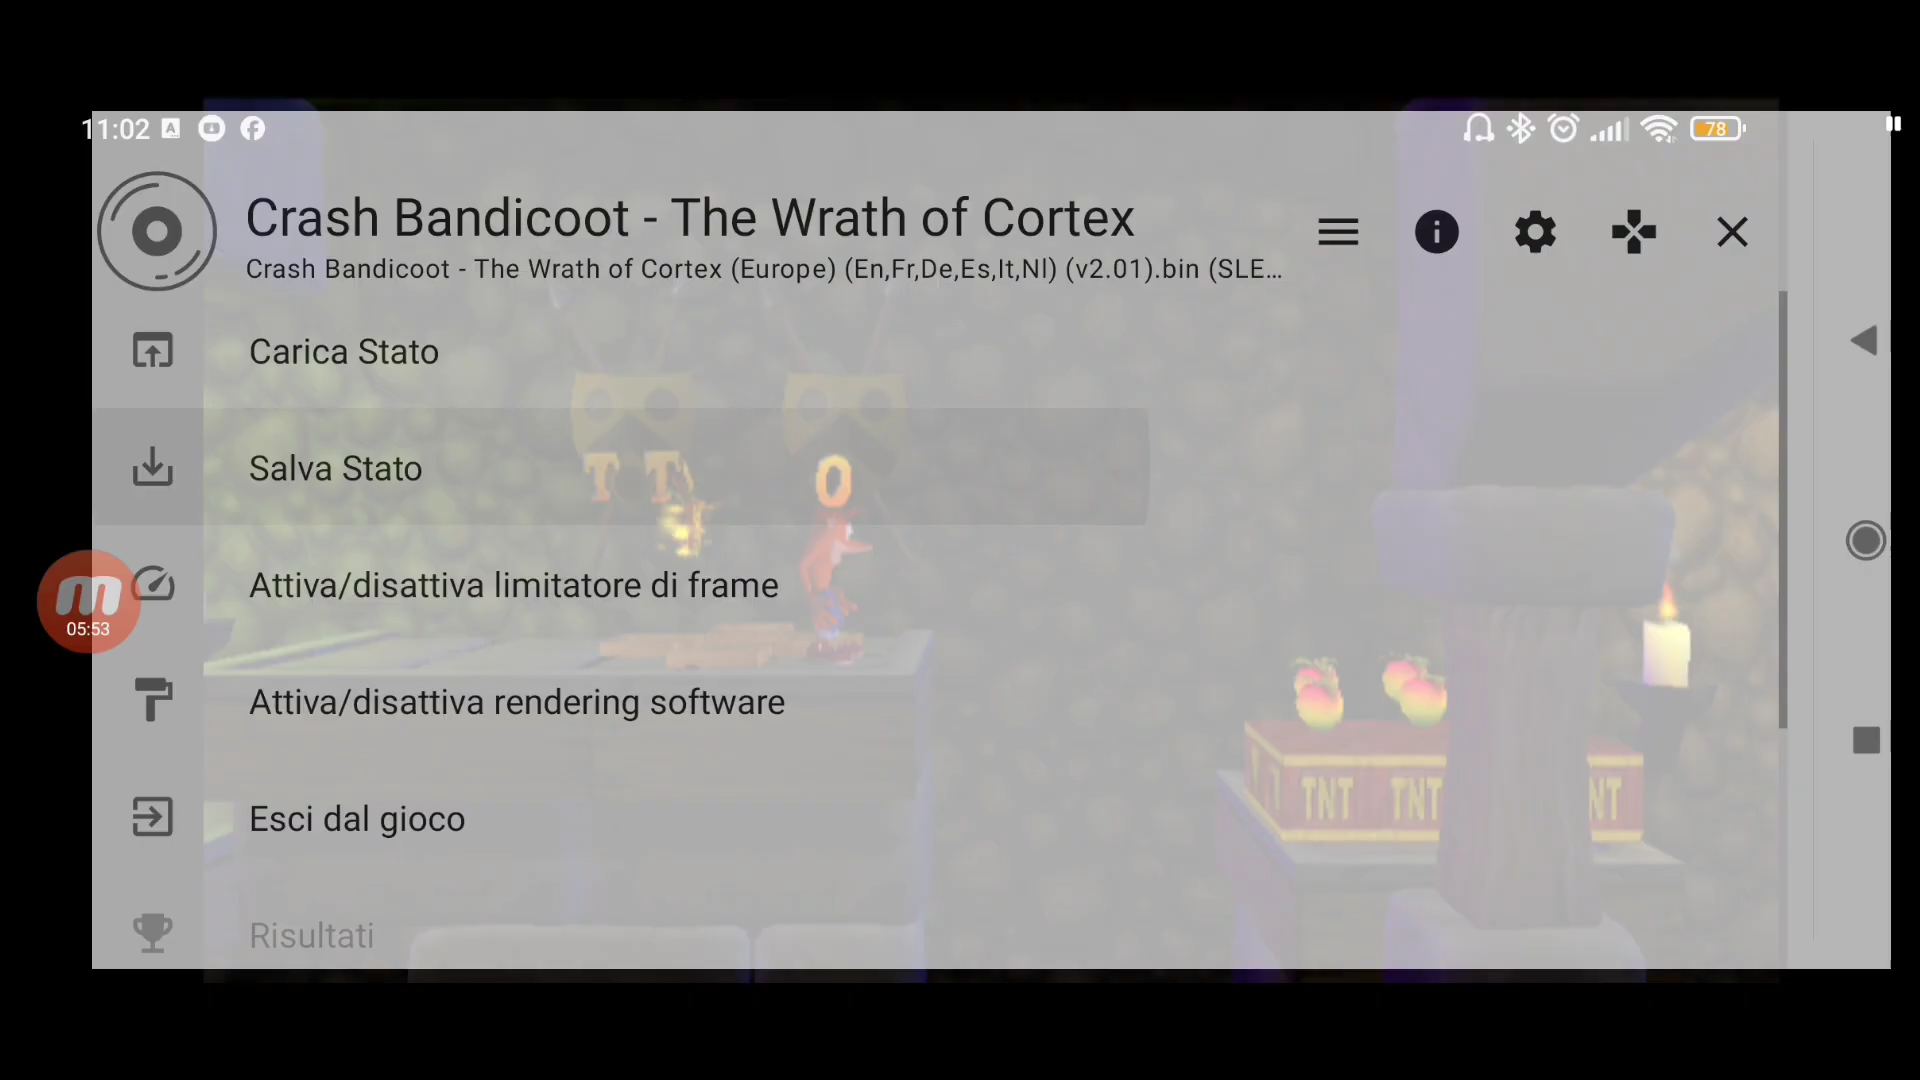 11:02
78
Crash Bandicoot - The Wrath of Cortex
Crash Bandicoot - The Wrath of Cortex (Europe) (En,Fr,De,Es,It,Nl) (v2.01).bin (SLE...
Carica Stato
Salva Stato
T T 0
Attiva/disattiva limitatore di frame
05:53
Attiva/disattiva rendering software
TNT TNT NT
Esci dal gioco
Risultati